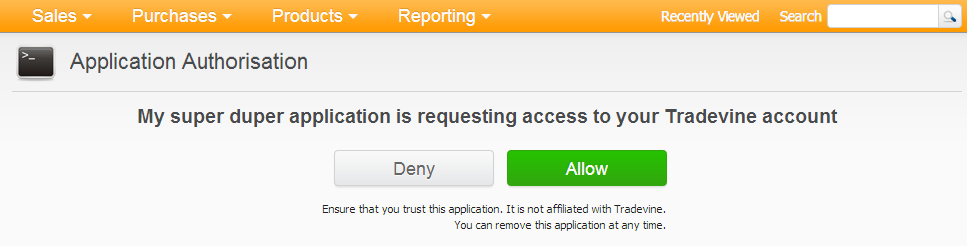 Sales Purchases Products Reporting Recently Viewed Search
>_
Application Authorisation
My super duper application is requesting access to your Tradevine account
Deny Allow
Ensure that you trust this application. It is not affiliated with Tradevine.
You can remove this application at any time.